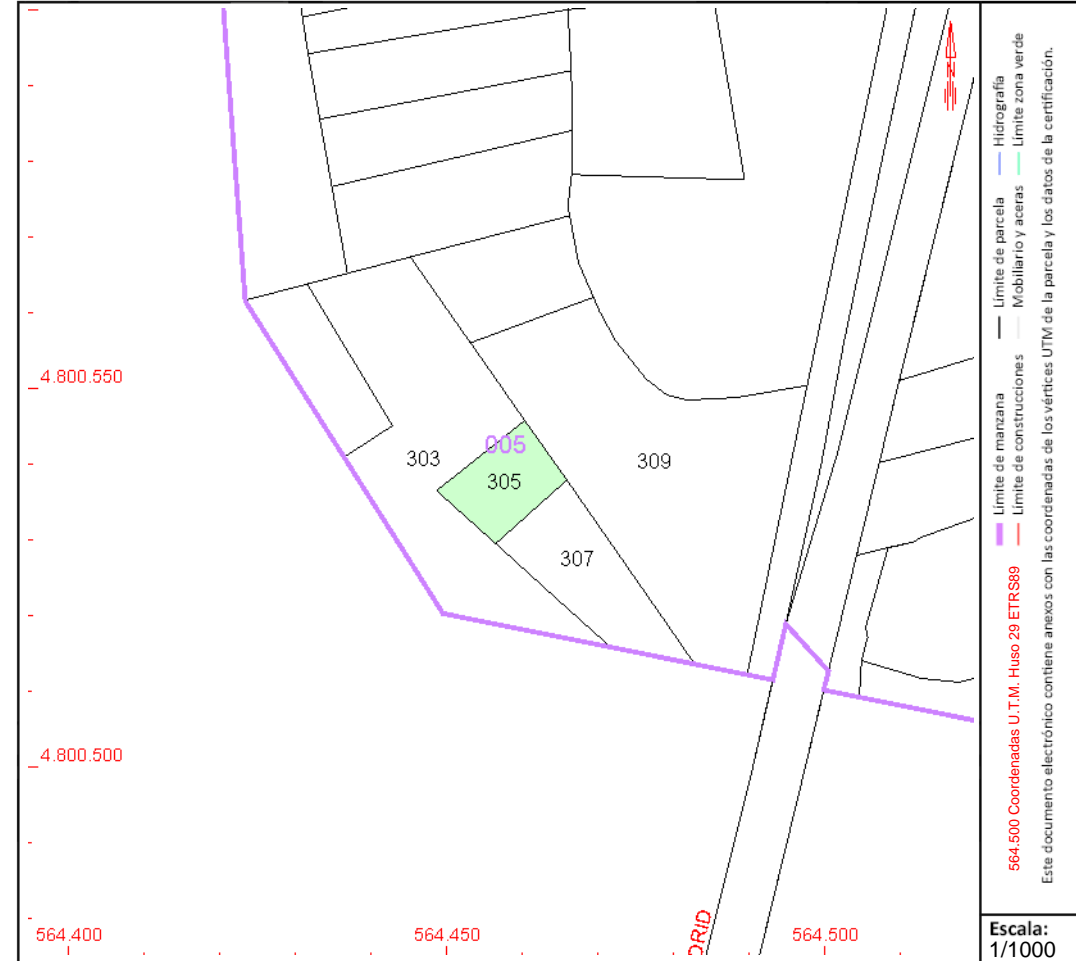 4.800.550
005
303
305
309
307
4.800.500
DRID
564.400
564.450
564.500
N
564.500 Coordenadas U.T.M. Huso 29 ETRS89
Límite de manzana
Límite de parcela
Hidrografía
Límite de construcciones
Mobiliario y aceras
Límite zona verde
Este documento electrónico contiene anexos con las coordenadas de los vértices UTM de la parcela y los datos de la certificación.
Escala:
1/1000